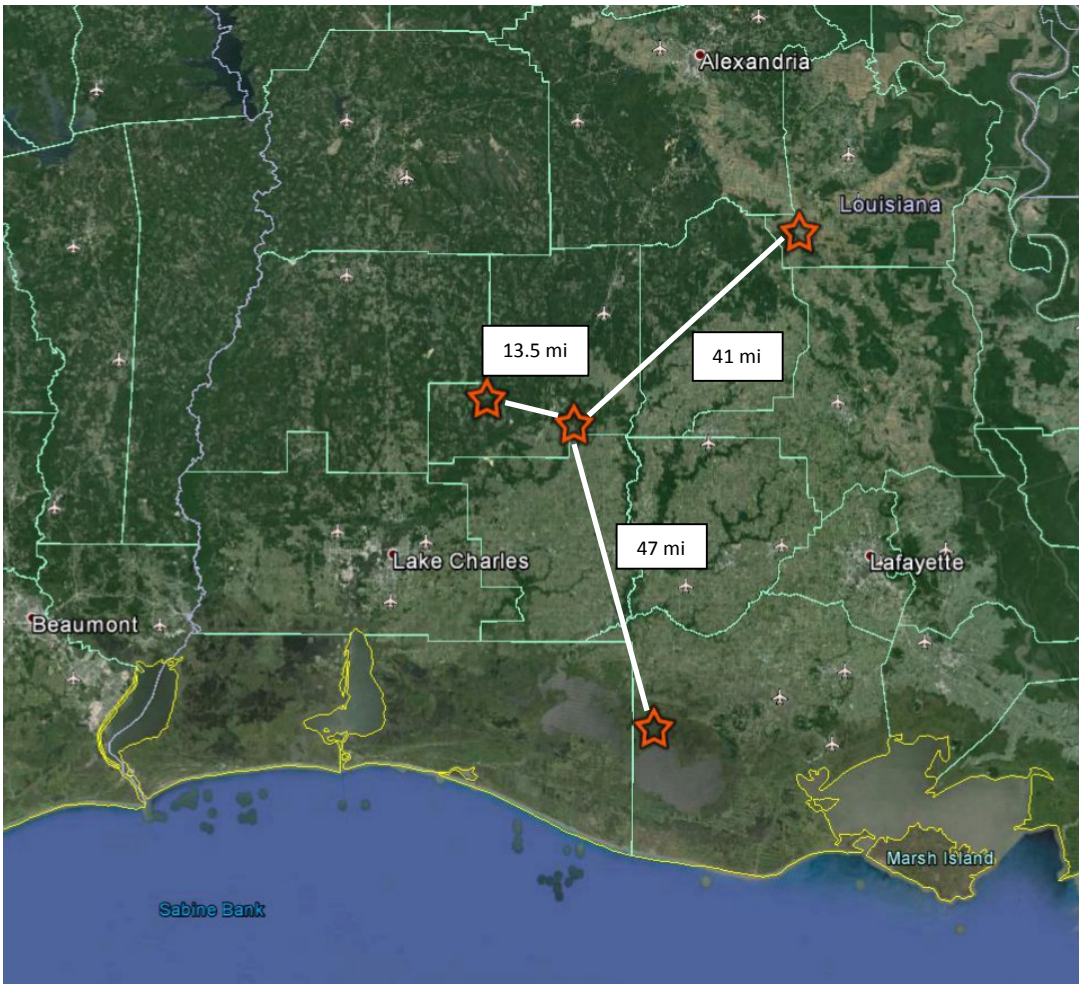 Alexandria
Louisiana
13.5 mi
41 mi
47 mi
Lake Charles
Lafayette
Beaumont
Marsh Island
Sabine Bank